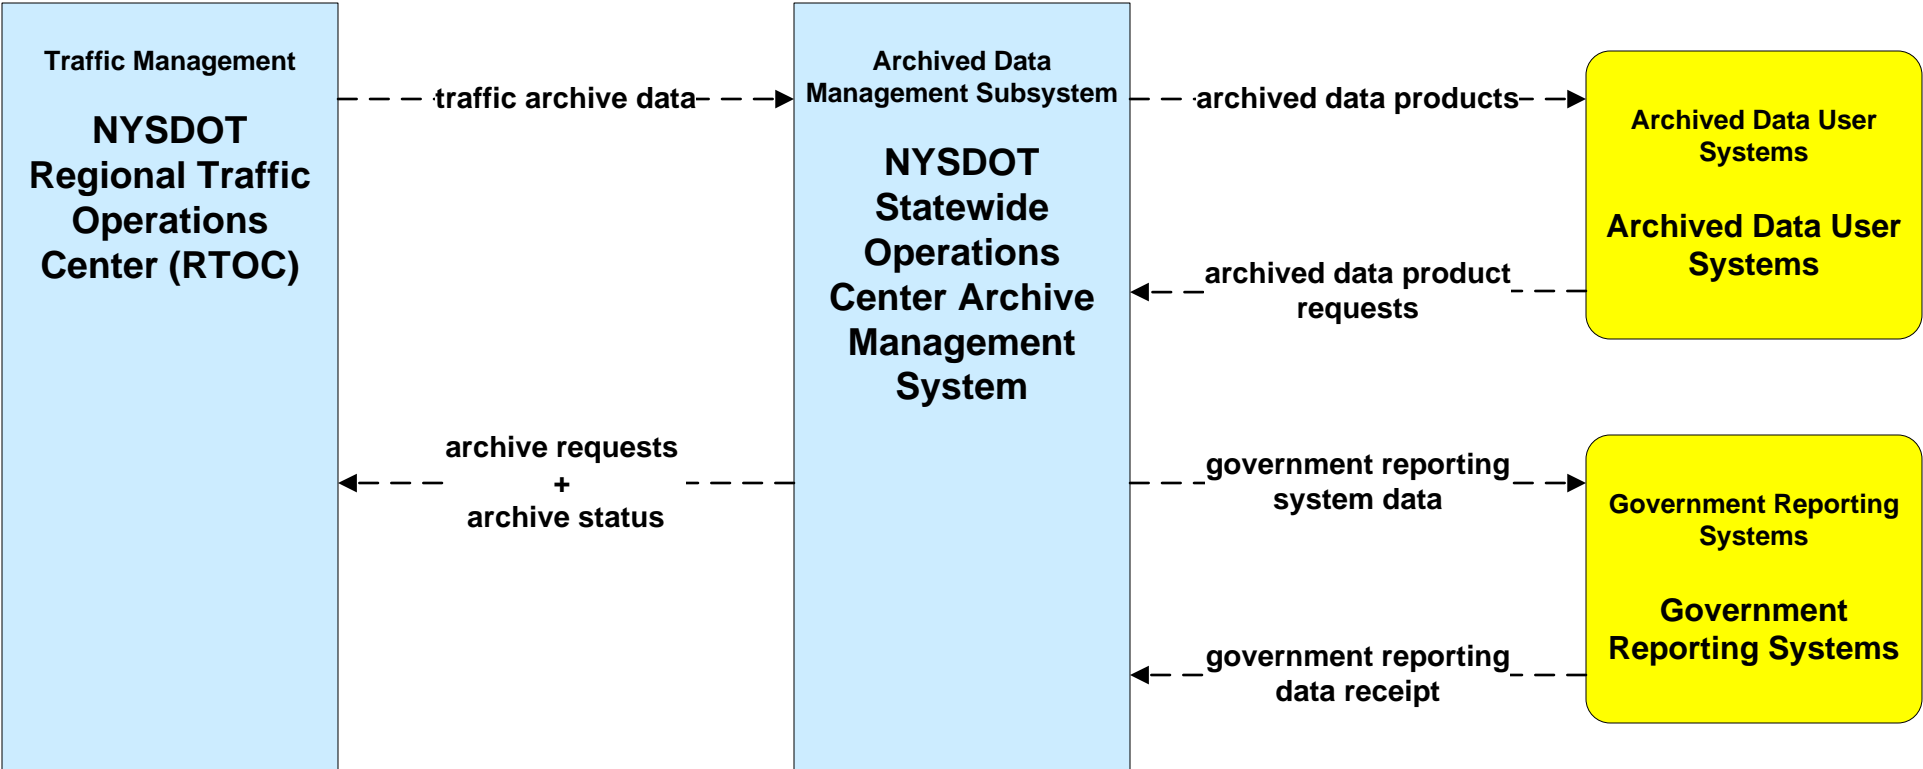 Traffic Management
NYSDOT
Regional Traffic
Operations
Center (RTOC)
traffic archive data
archive requests
+
archive status
Archived Data
Management Subsystem
NYSDOT
Statewide
Operations
Center Archive
Management
System
archived data products
archived data product
requests
government reporting
system data
government reporting
data receipt
Archived Data User
Systems
Archived Data User
Systems
Government Reporting
Systems
Government
Reporting Systems